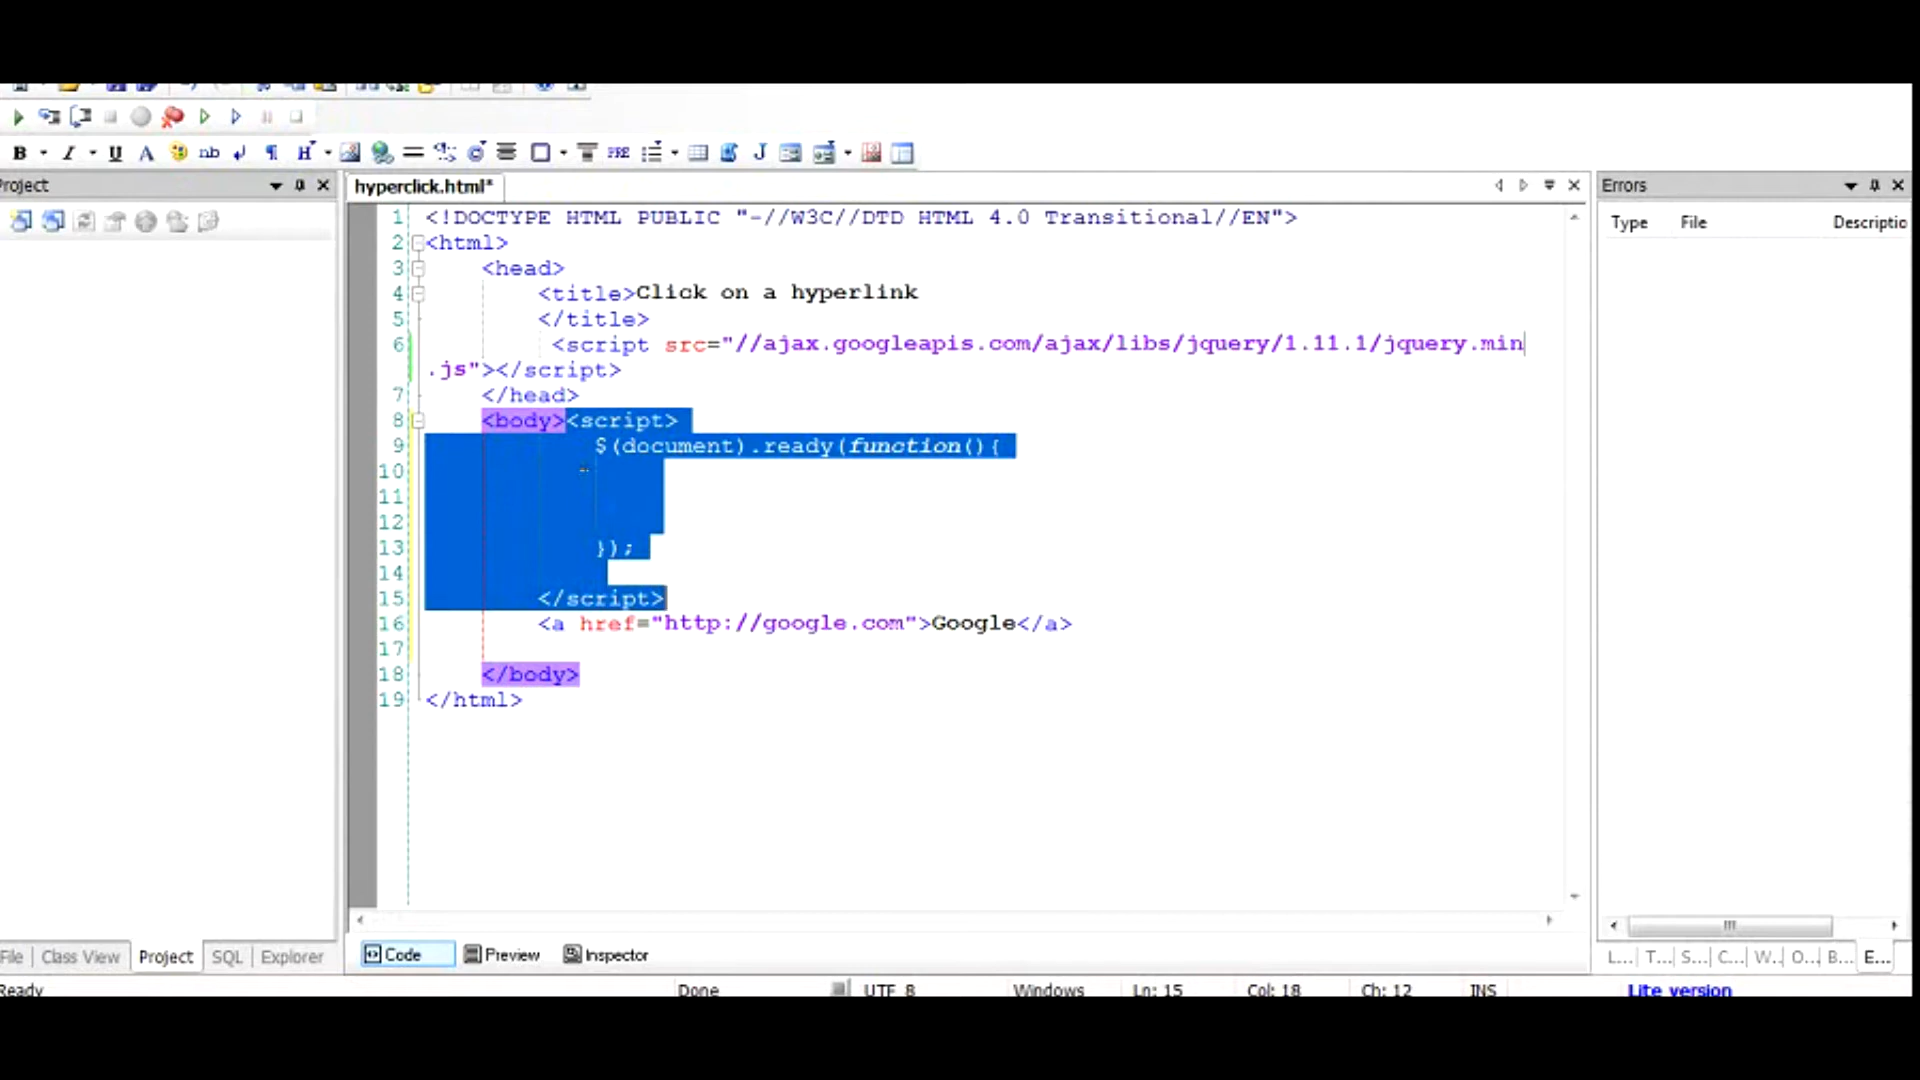 B I U A nb ¶ H PRE J
Project
hyperclick.html*
Errors
Type File Descriptio
1 <!DOCTYPE HTML PUBLIC "-//W3C//DTD HTML 4.0 Transitional//EN">
2 <html>
3 <head>
4 <title>Click on a hyperlink
5 </title>
6 <script src="//ajax.googleapis.com/ajax/libs/jquery/1.11.1/jquery.min
.js"></script>
7 </head>
8 <body><script>
9 $(document).ready(function(){
10
11
12
13 });
14
15 </script>
16 <a href="http://google.com">Google</a>
17
18 </body>
19 </html>
File Class View Project SQL Explorer
Code Preview Inspector
L... T... S... C... W... O... B... E...
Ready Done UTF 8 Windows Ln: 15 Col: 18 Ch: 12 INS Lite version